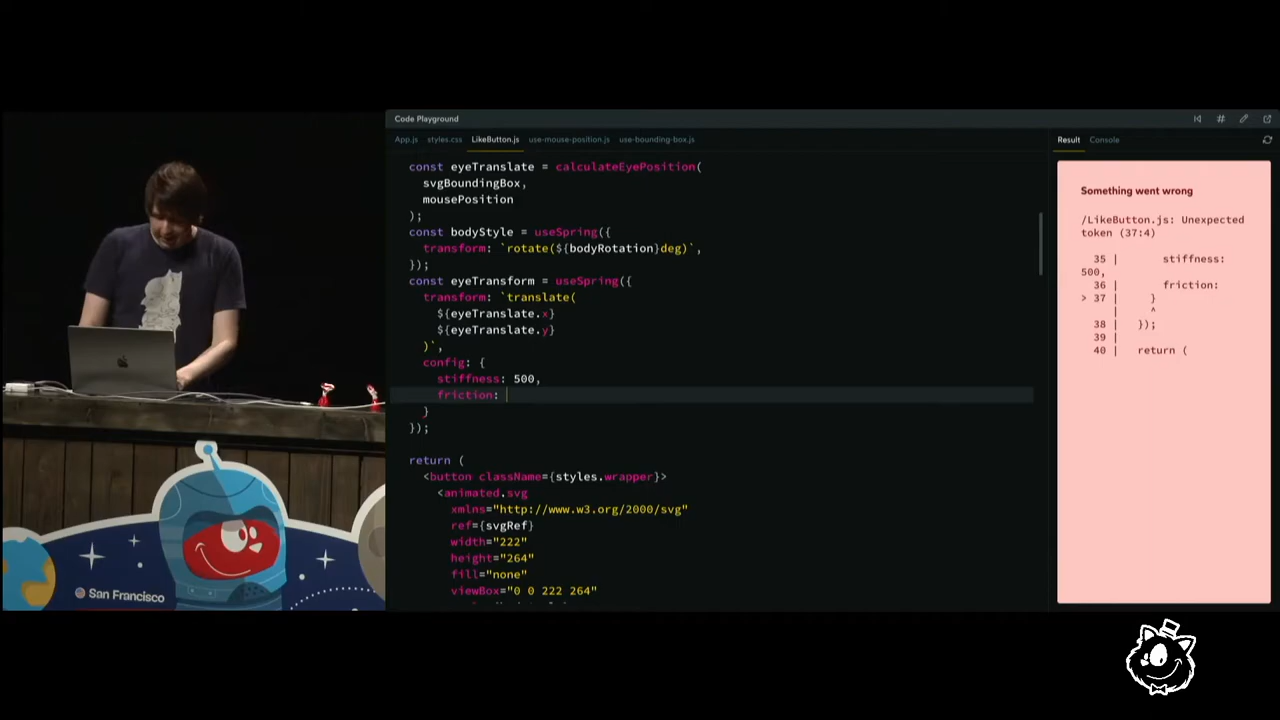 Code Playground
App.js styles.css LikeButton.js use-mouse-position.js use-bounding-box.js
const eyeTranslate = calculateEyePosition(
svgBoundingBox,
mousePosition
);
const bodyStyle = useSpring({
transform: `rotate(${bodyRotation}deg)`,
});
const eyeTransform = useSpring({
transform: `translate(
${eyeTranslate.x}
${eyeTranslate.y}
)`,
config: {
stiffness: 500,
friction:
}
});
return (
<button className={styles.wrapper}>
<animated.svg
xmlns="http://www.w3.org/2000/svg"
ref={svgRef}
width="222"
height="264"
fill="none"
viewBox="0 0 222 264"
Result Console
Something went wrong
/LikeButton.js: Unexpected
token (37:4)
35 | stiffness:
500,
36 | friction:
> 37 | }
| ^
38 | });
39 |
40 | return (
San Francisco